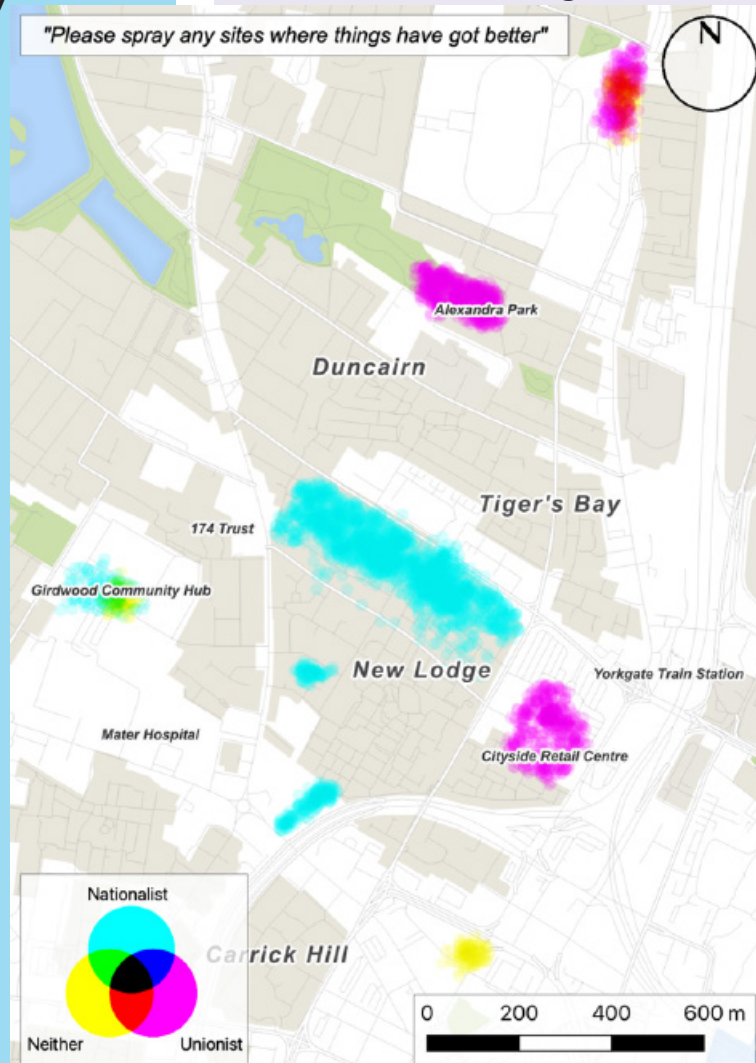 "Please spray any sites where things have got better"
N
Alexandra Park
Duncairn
Tiger's Bay
174 Trust
Girdwood Community Hub
New Lodge
Yorkgate Train Station
Mater Hospital
Cityside Retail Centre
Nationalist
Carrick Hill
Neither
Unionist
0 200 400 600 m